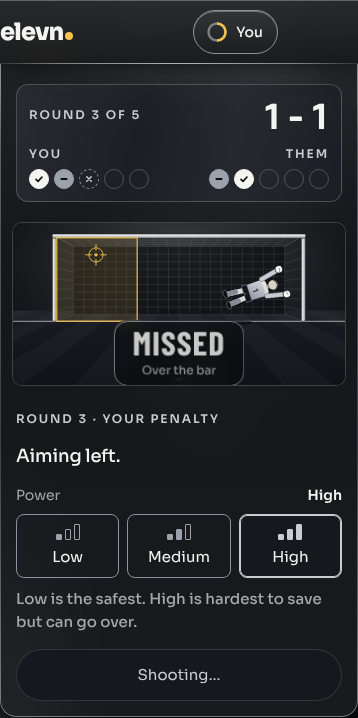 elevn.
You
ROUND 3 OF 5
1 - 1
YOU
THEM
MISSED
Over the bar
ROUND 3 · YOUR PENALTY
Aiming left.
Power
High
Low
Medium
High
Low is the safest. High is hardest to save
but can go over.
Shooting...